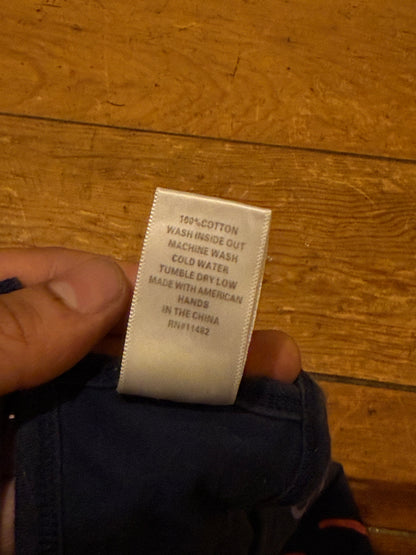 100%COTTON
WASH INSIDE OUT
MACHINE WASH
COLD WATER
TUMBLE DRY LOW
MADE WITH AMERICAN
HANDS
IN THE CHINA
RN#11482